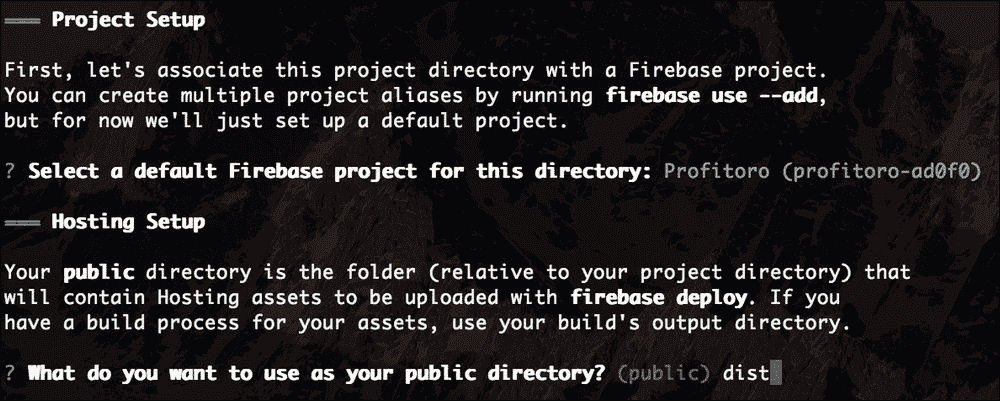 === Project Setup
First, let's associate this project directory with a Firebase project.
You can create multiple project aliases by running firebase use --add,
but for now we'll just set up a default project.
? Select a default Firebase project for this directory: Profitoro (profitoro-ad0f0)
=== Hosting Setup
Your public directory is the folder (relative to your project directory) that
will contain Hosting assets to be uploaded with firebase deploy. If you
have a build process for your assets, use your build's output directory.
? What do you want to use as your public directory? (public) dist